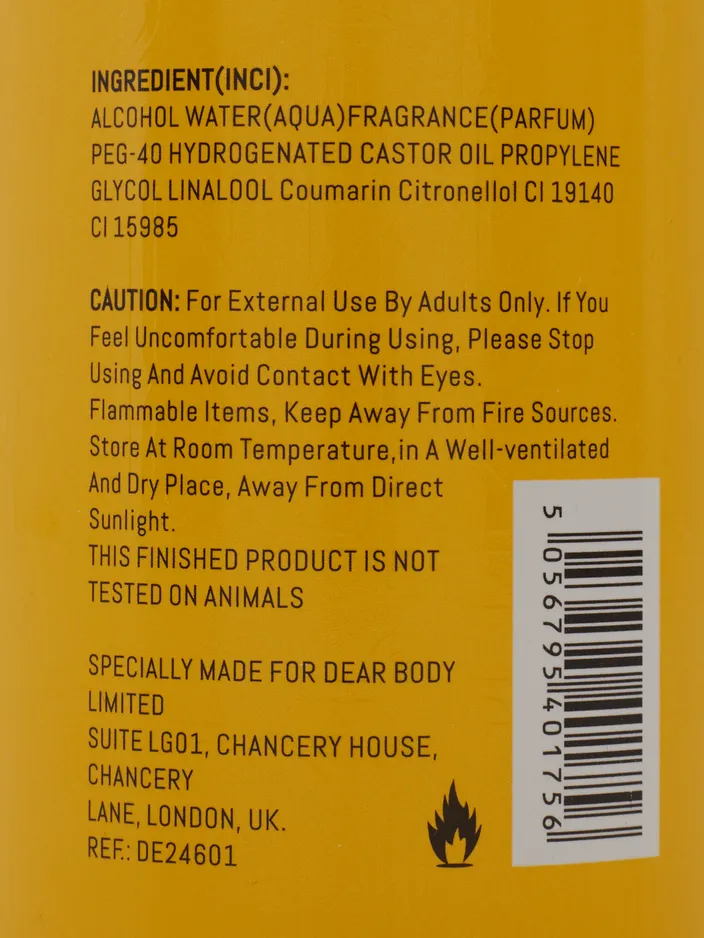 INGREDIENT(INCI):
ALCOHOL WATER(AQUA)FRAGRANCE(PARFUM)
PEG-40 HYDROGENATED CASTOR OIL PROPYLENE
GLYCOL LINALOOL Coumarin Citronellol CI 19140
CI 15985
CAUTION: For External Use By Adults Only. If You
Feel Uncomfortable During Using, Please Stop
Using And Avoid Contact With Eyes.
Flammable Items, Keep Away From Fire Sources.
Store At Room Temperature,in A Well-ventilated
And Dry Place, Away From Direct
Sunlight.
THIS FINISHED PRODUCT IS NOT
TESTED ON ANIMALS
SPECIALLY MADE FOR DEAR BODY
LIMITED
SUITE LG01, CHANCERY HOUSE,
CHANCERY
LANE, LONDON, UK.
REF.: DE24601
5 056795 401756